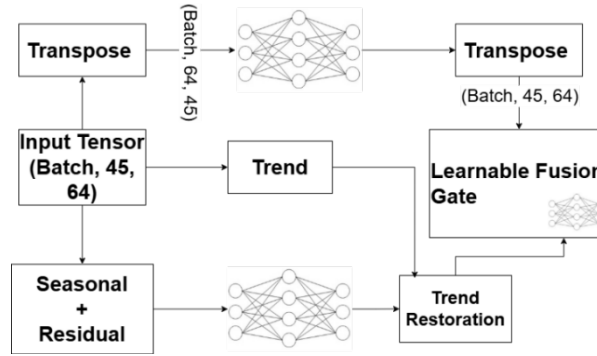 Transpose
(Batch, 64, 45)
Transpose
(Batch, 45, 64)
Input Tensor
(Batch, 45,
64)
Trend
Learnable Fusion
Gate
Seasonal
+
Residual
Trend
Restoration